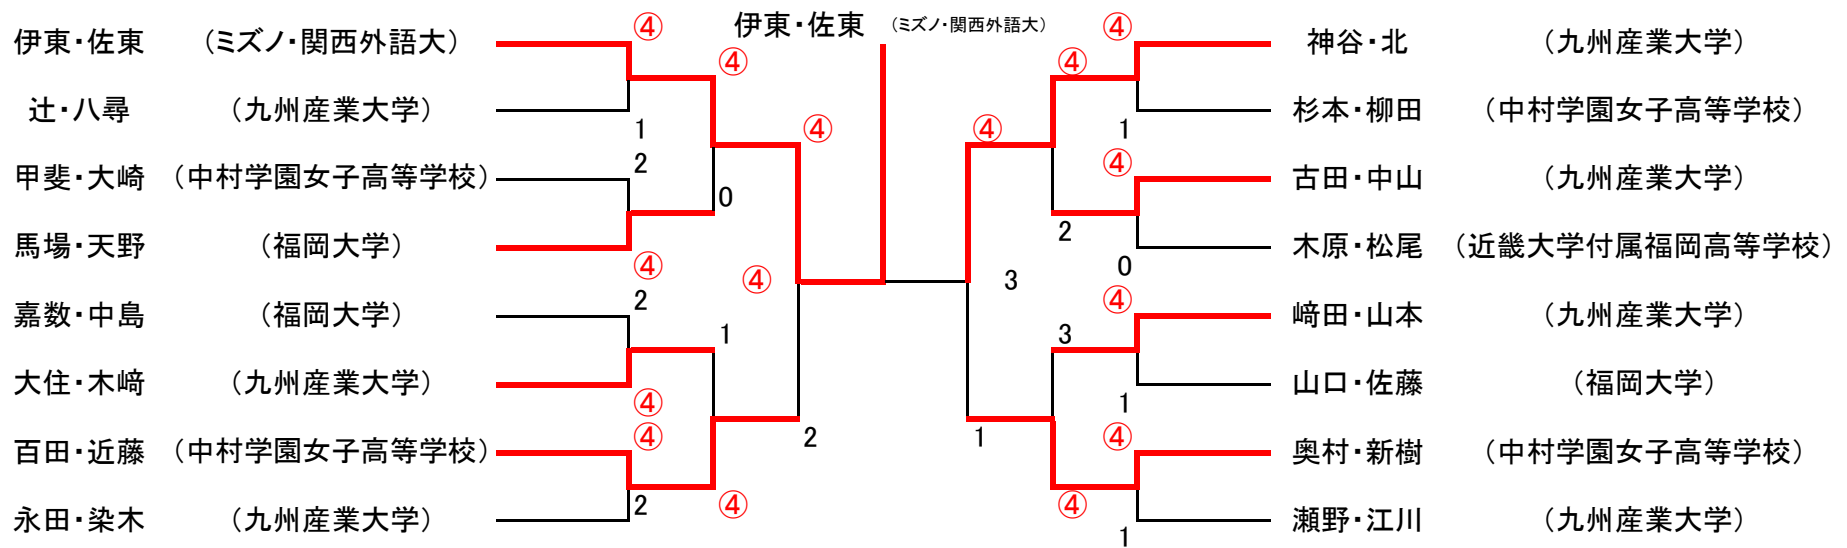 伊東・佐東 （ミズノ・関西外語大）
④ ④ 伊東・佐東 （ミズノ・関西外語大） ④ ④
神谷・北 （九州産業大学）
辻・八尋 （九州産業大学）
1 ④ ④ 1
杉本・柳田 （中村学園女子高等学校）
甲斐・大崎 （中村学園女子高等学校）
2 0 ④
古田・中山 （九州産業大学）
馬場・天野 （福岡大学）
④ ④ 3 2 0
木原・松尾 （近畿大学付属福岡高等学校）
嘉数・中島 （福岡大学）
2 1 3 ④
﨑田・山本 （九州産業大学）
大住・木﨑 （九州産業大学）
④ 1
山口・佐藤 （福岡大学）
百田・近藤 （中村学園女子高等学校）
④ 2 1 ④
奥村・新樹 （中村学園女子高等学校）
永田・染木 （九州産業大学）
2 ④ ④ 1
瀬野・江川 （九州産業大学）